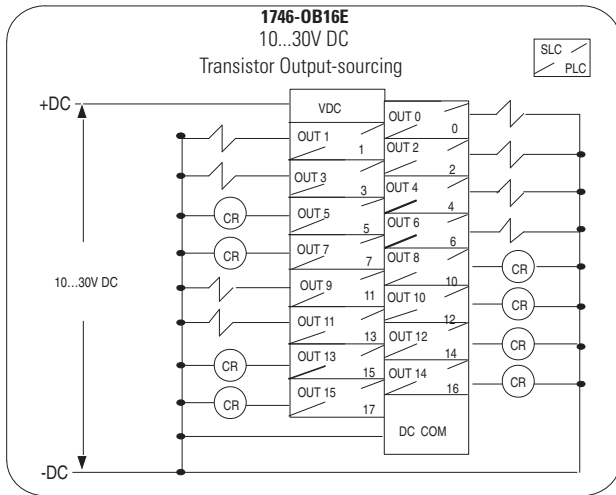 1746-OB16E
10...30V DC
Transistor Output-sourcing
SLC
PLC
+DC
VDC
OUT 0
0
OUT 1
1
OUT 2
2
OUT 3
3
OUT 4
4
CR
OUT 5
5
OUT 6
6
CR
OUT 7
7
OUT 8
10
CR
10...30V DC
OUT 9
11
OUT 10
12
CR
OUT 11
13
OUT 12
14
CR
CR
OUT 13
15
OUT 14
16
CR
CR
OUT 15
17
DC COM
-DC